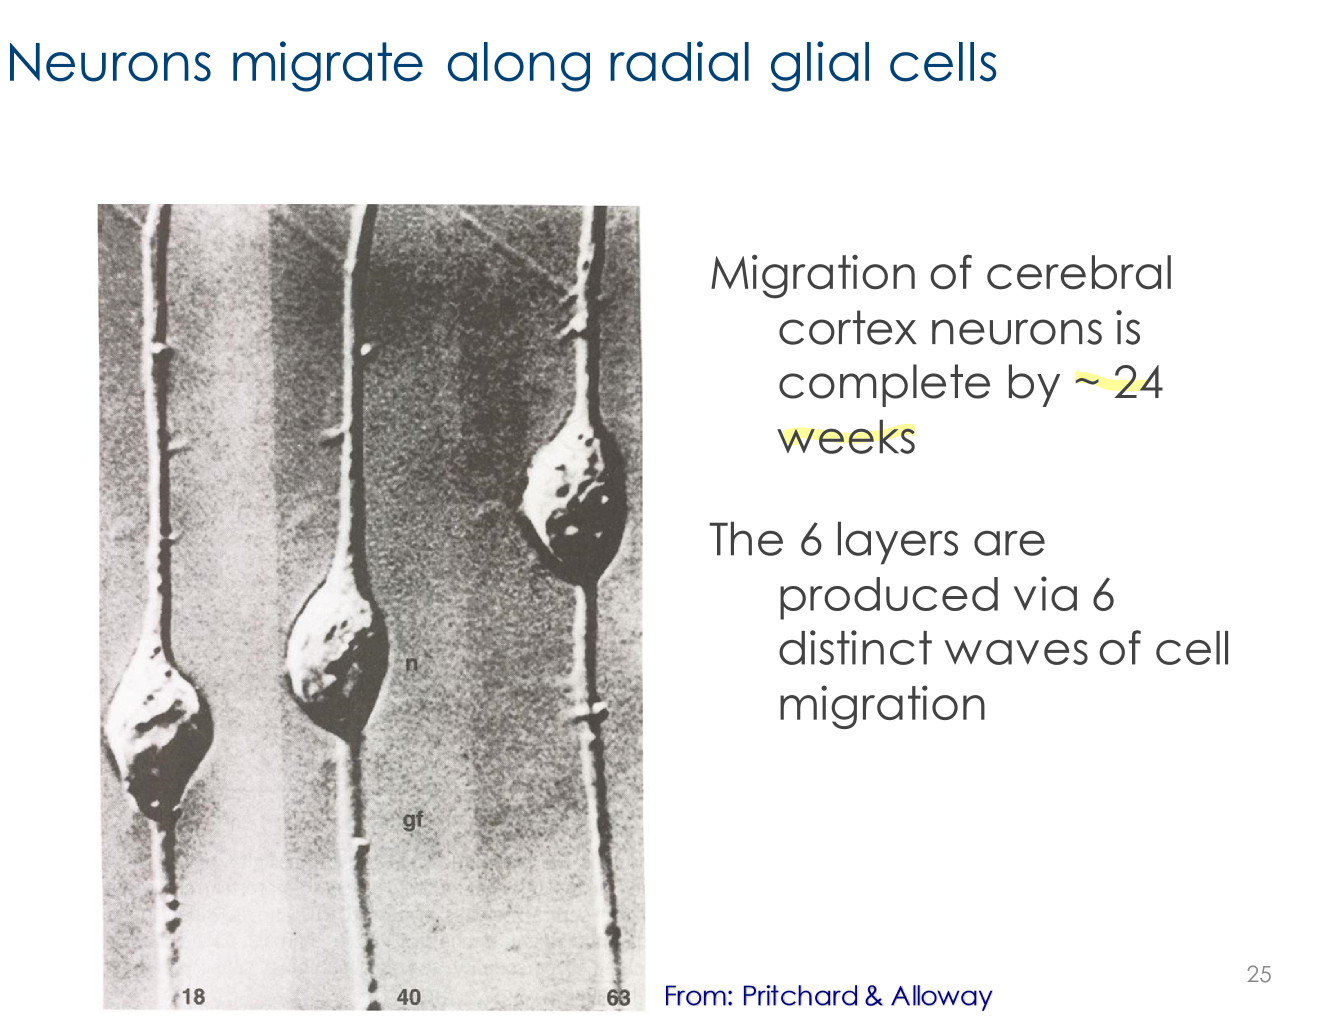 Neurons migrate along radial glial cells
Migration of cerebral
cortex neurons is
complete by ~ 24
weeks
The 6 layers are
produced via 6
distinct waves of cell
migration
n
gf
18 40 63
From: Pritchard & Alloway
25